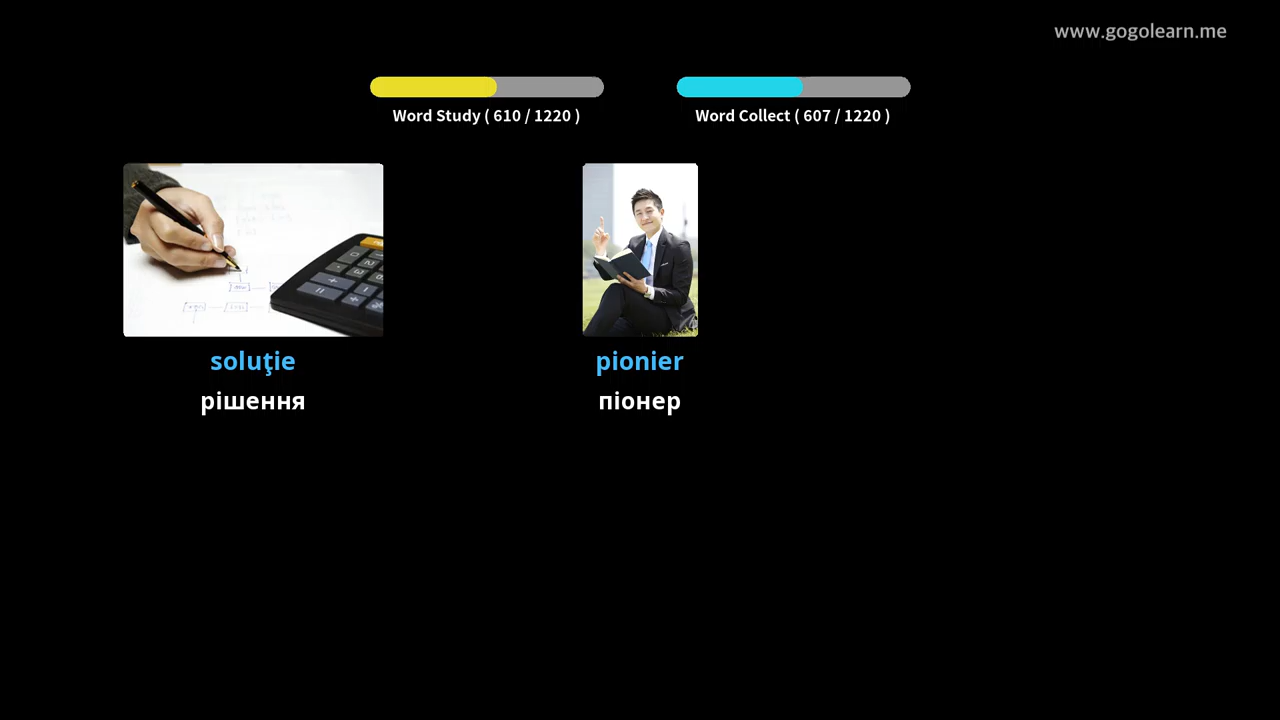 www.gogolearn.me
Word Study ( 610 / 1220 )
Word Collect ( 607 / 1220 )
soluţie
pionier
рішення
піонер